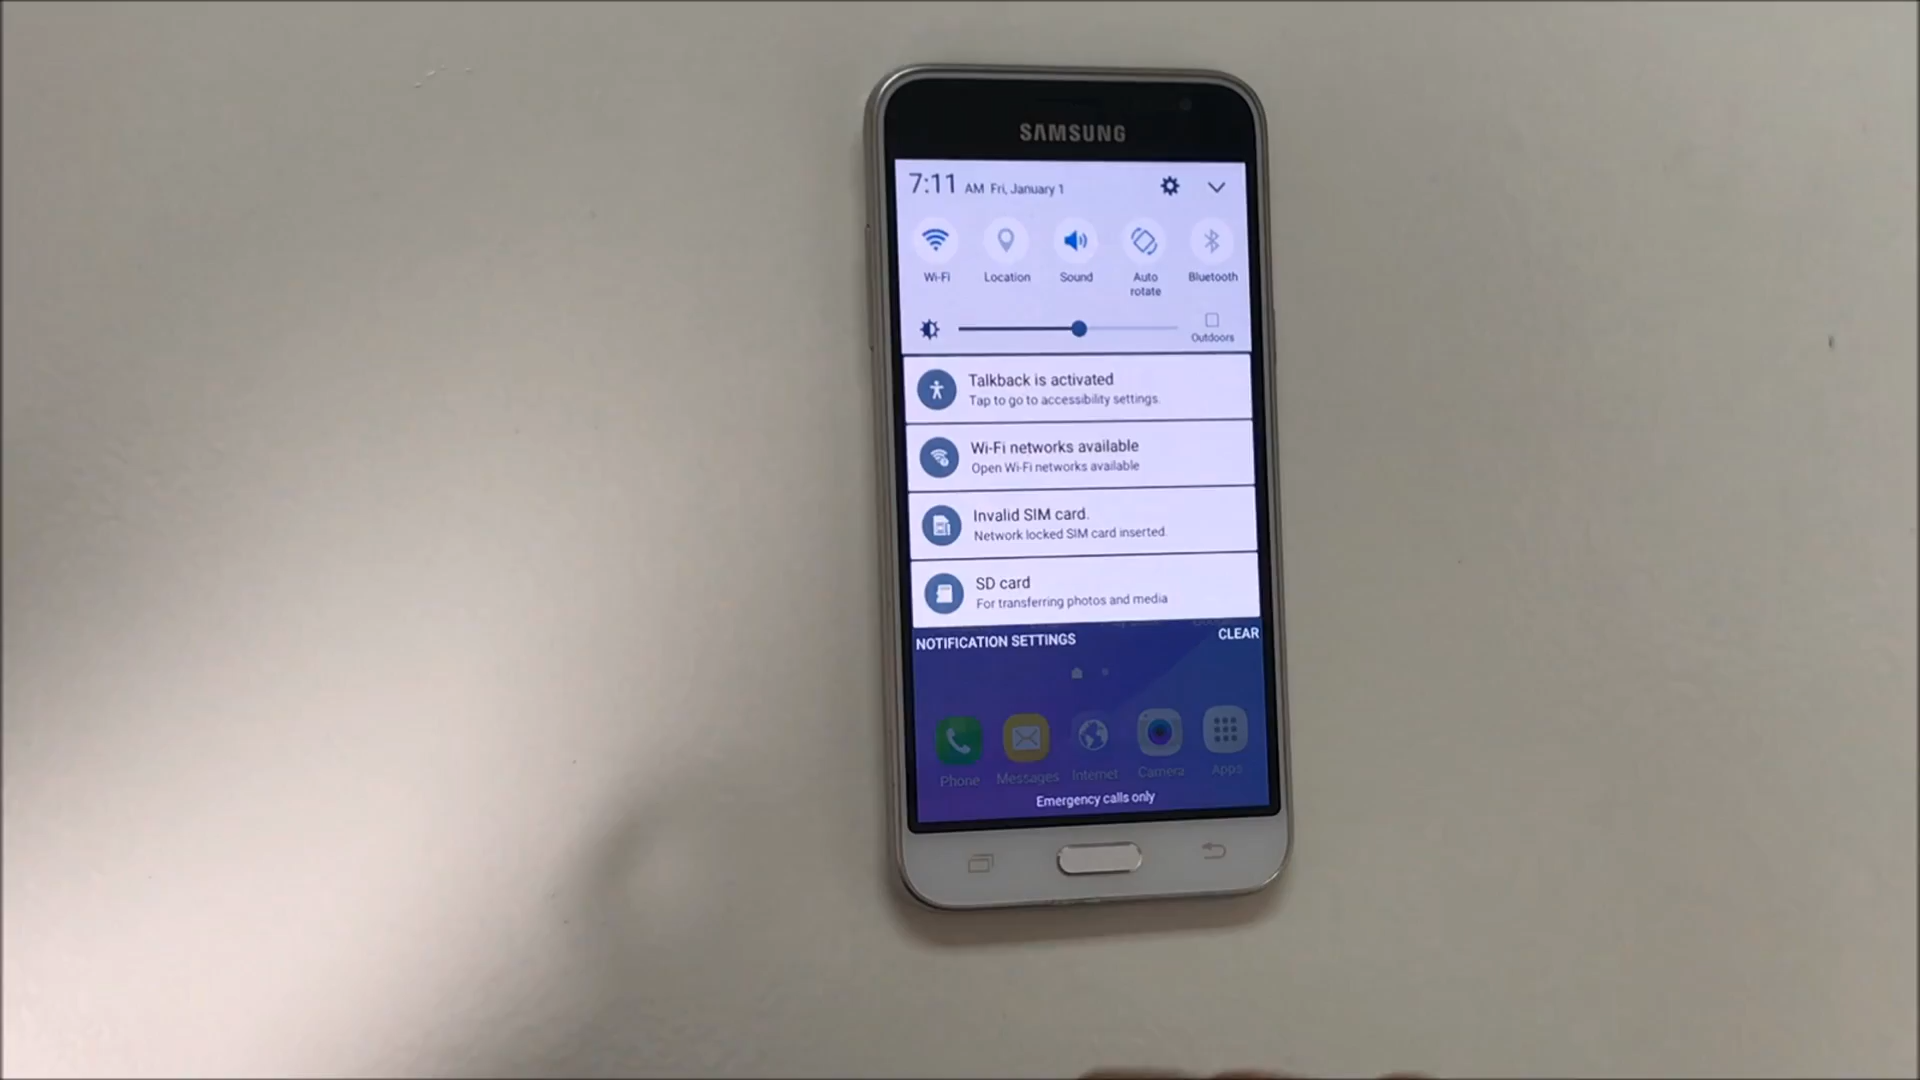 SAMSUNG
7:11 AM Fri, January 1
Wi-Fi Location Sound Auto rotate Bluetooth
Outdoors
Talkback is activated
Tap to go to accessibility settings.
Wi-Fi networks available
Open Wi-Fi networks available
Invalid SIM card.
Network locked SIM card inserted.
SD card
For transferring photos and media
NOTIFICATION SETTINGS CLEAR
Phone Messages Internet Camera Apps
Emergency calls only